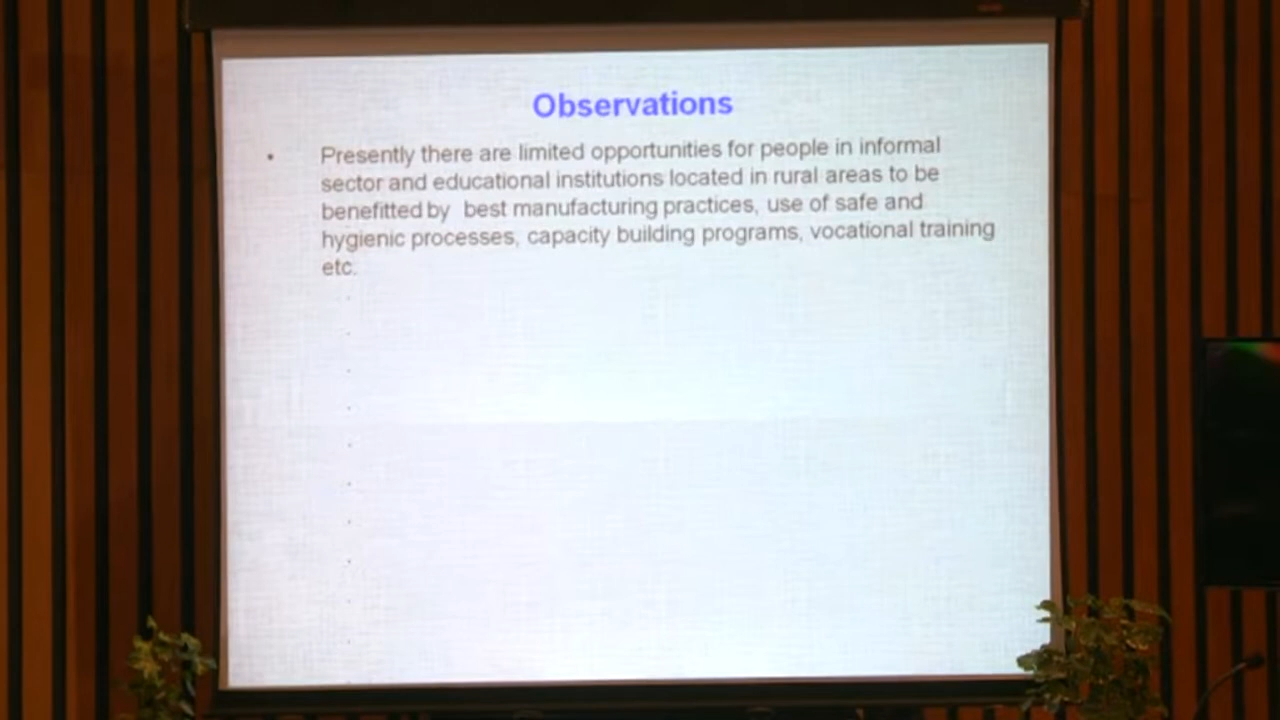 Observations
• Presently there are limited opportunities for people in informal
sector and educational institutions located in rural areas to be
benefitted by best manufacturing practices, use of safe and
hygienic processes, capacity building programs, vocational training
etc.